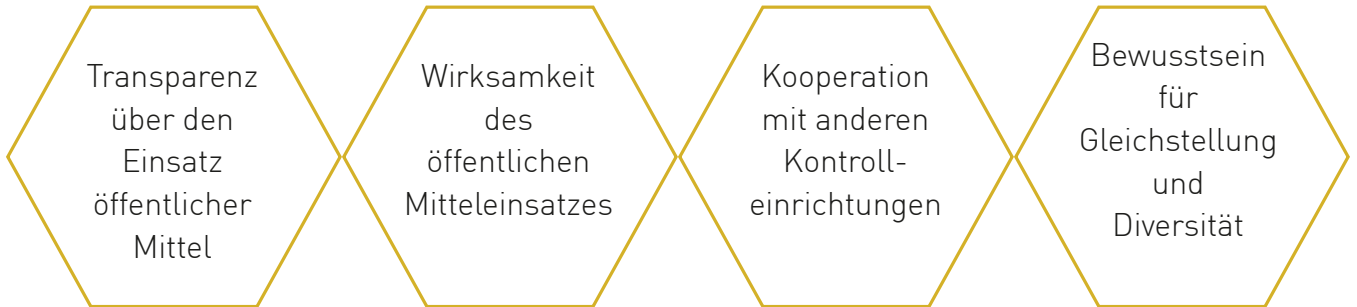 Transparenz
über den
Einsatz
öffentlicher
Mittel
Wirksamkeit
des
öffentlichen
Mitteleinsatzes
Kooperation
mit anderen
Kontroll-
einrichtungen
Bewusstsein
für
Gleichstellung
und
Diversität